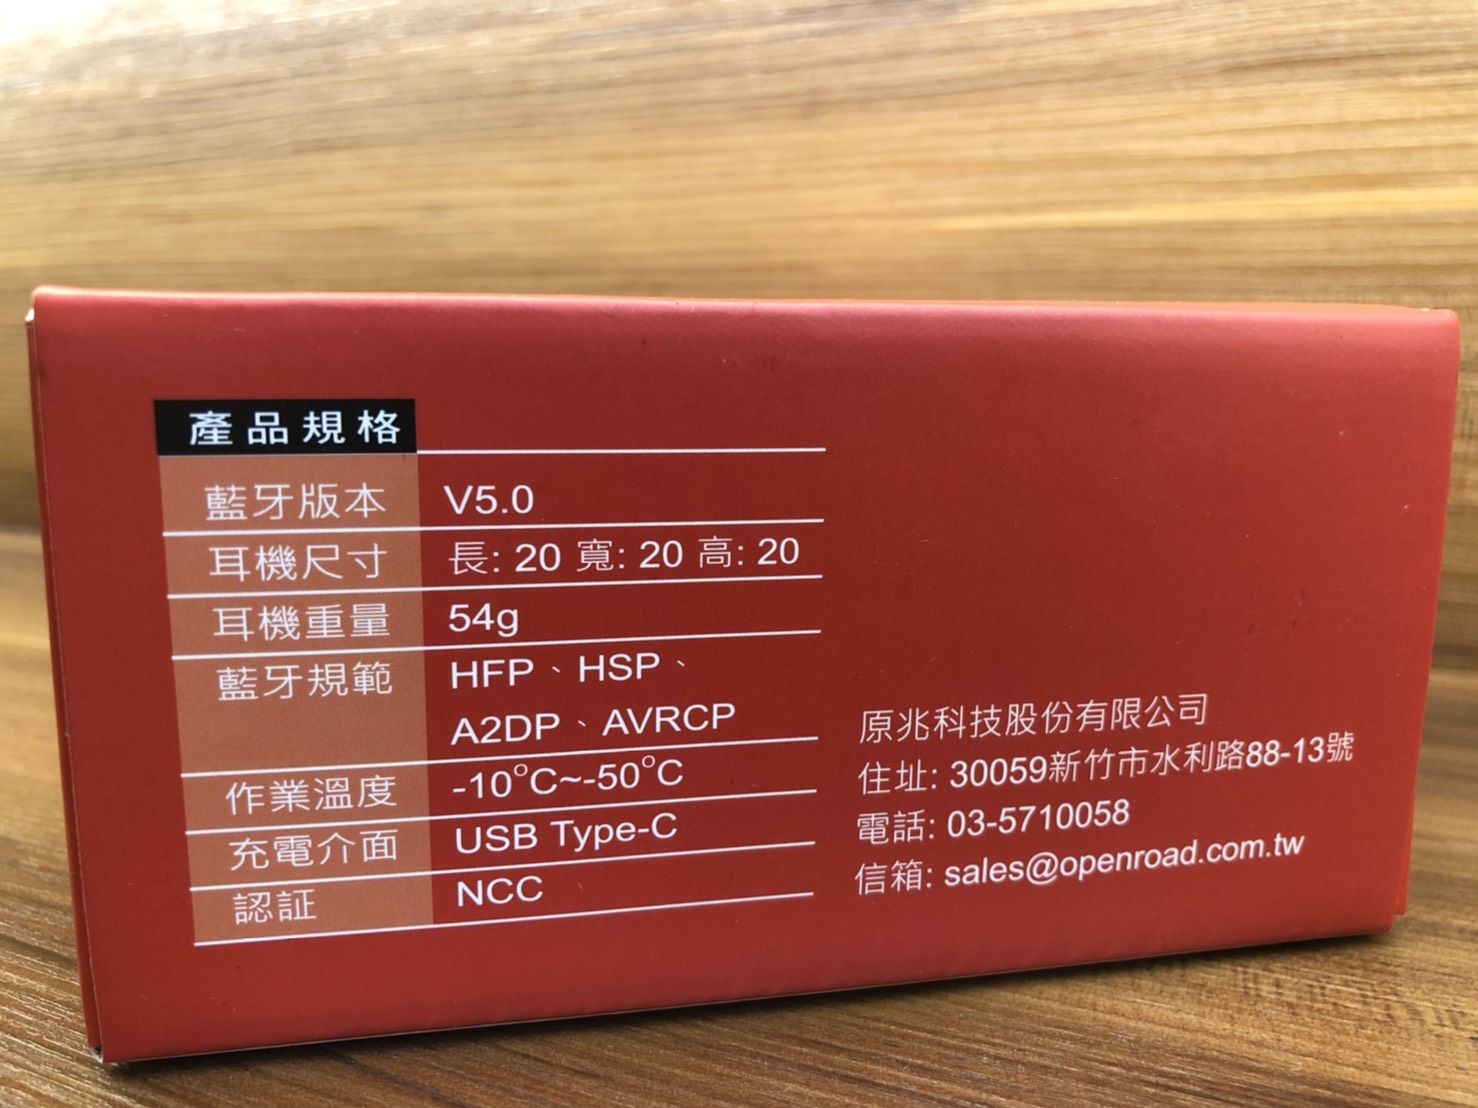 產品規格
藍牙版本 V5.0
耳機尺寸 長: 20 寬: 20 高: 20
耳機重量 54g
藍牙規範 HFP、HSP、
A2DP、AVRCP
作業溫度 -10°C~-50°C
充電介面 USB Type-C
認証 NCC
原兆科技股份有限公司
住址: 30059新竹市水利路88-13號
電話: 03-5710058
信箱: sales@openroad.com.tw